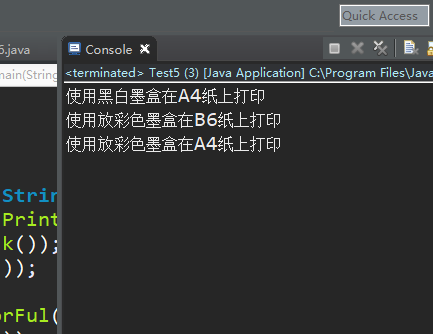 Quick Access
5.java
Console
main(String
<terminated> Test5 (3) [Java Application] C:\Program Files\Java
使用黑白墨盒在A4纸上打印
使用放彩色墨盒在B6纸上打印
使用放彩色墨盒在A4纸上打印
Strin
Print
k());
));
orFul(